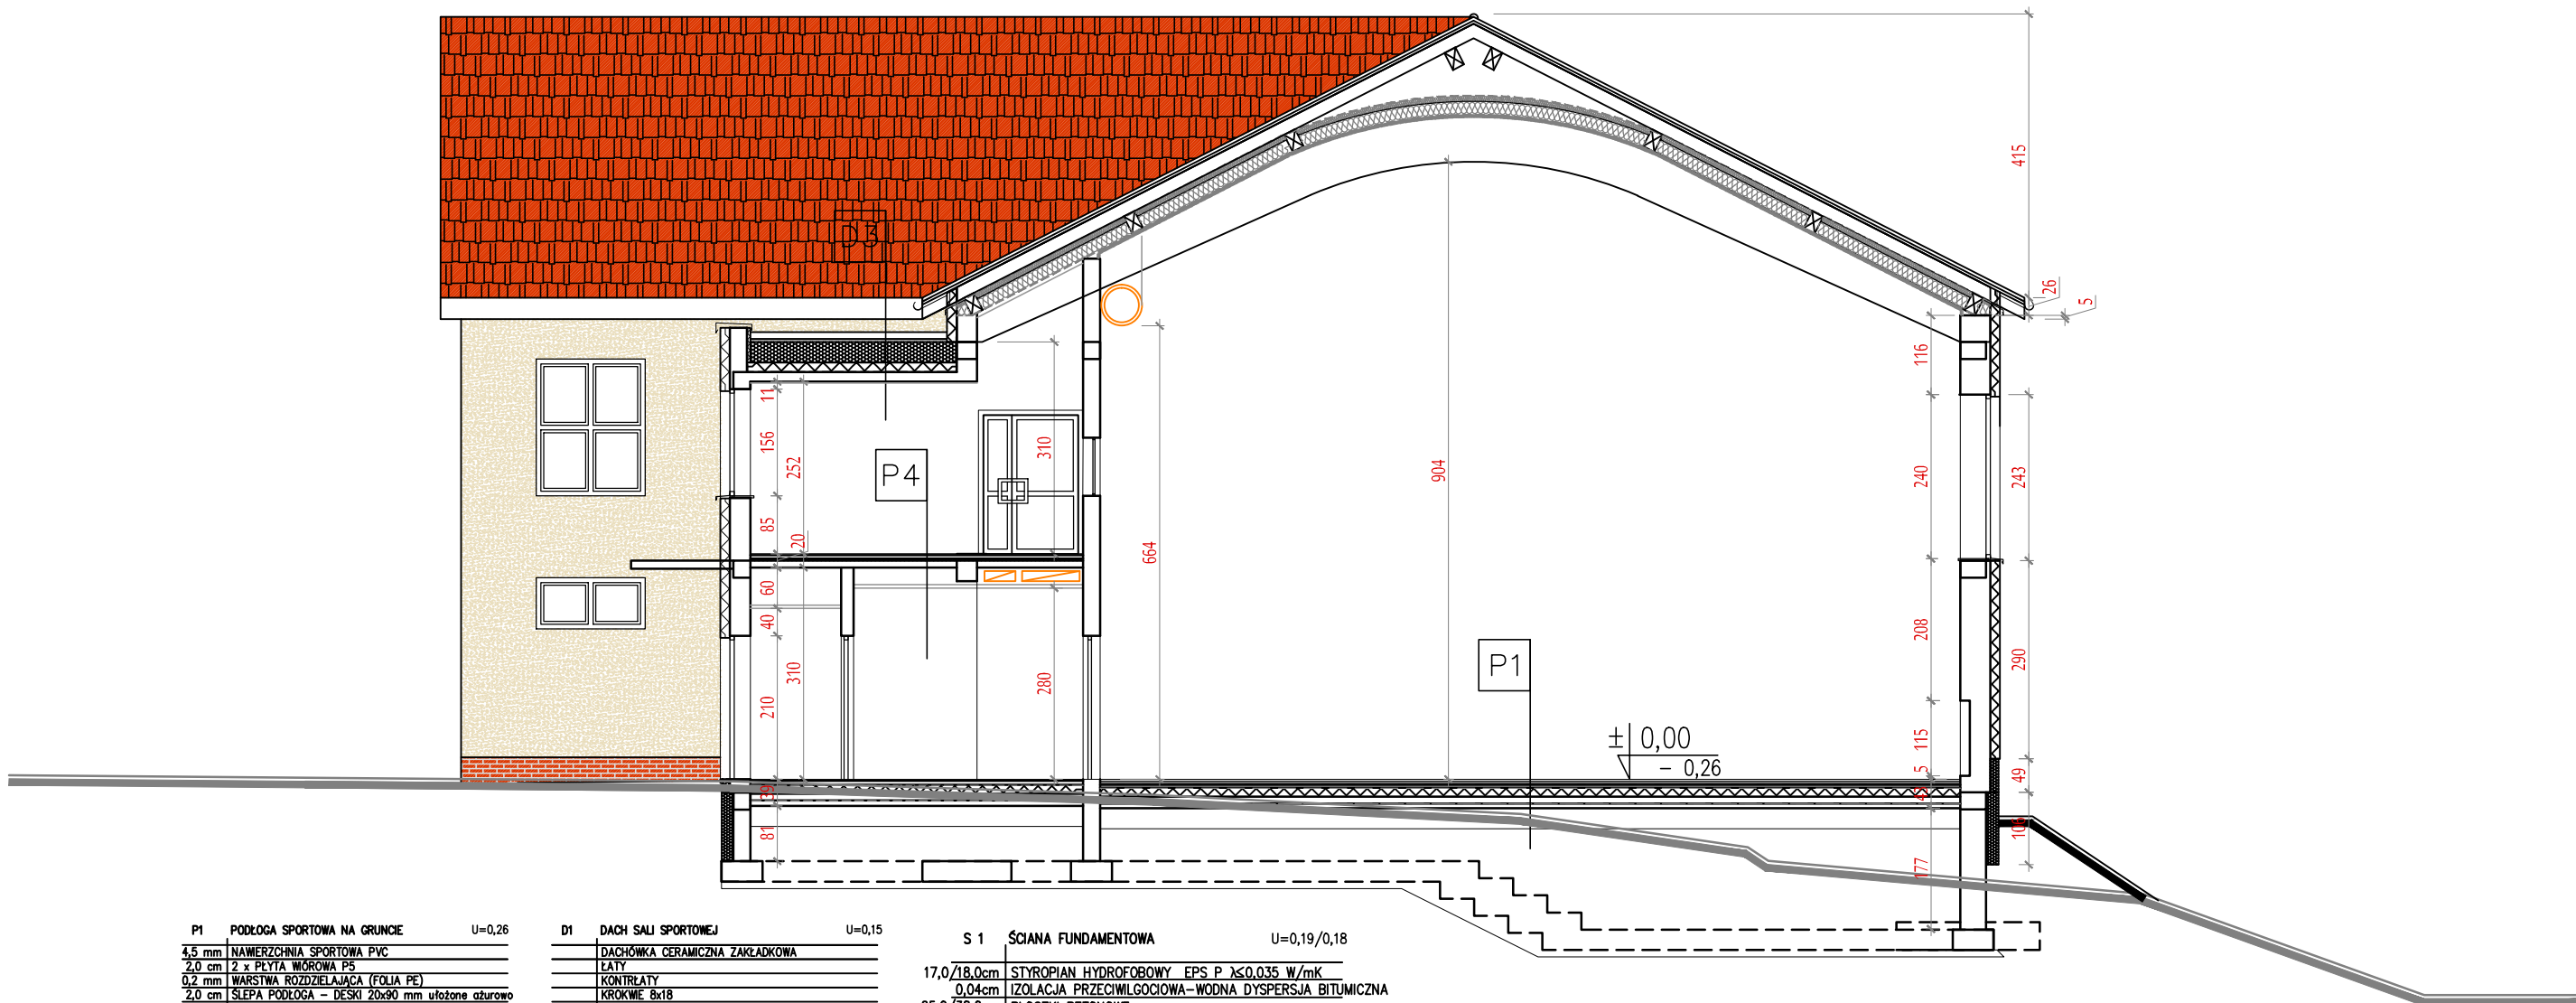 415
26
5
D3
116
11
156
252
310
P4
904
240
243
85
20
664
60
40
208
290
310
280
P1
210
± 0,00
- 0,26
115
5
49
39
42
81
106
177
P1 PODŁOGA SPORTOWA NA GRUNCIE U=0,26
4,5 mm NAWIERZCHNIA SPORTOWA PVC
2,0 cm 2 x PŁYTA WIÓROWA P5
0,2 mm WARSTWA ROZDZIELAJĄCA (FOLIA PE)
2,0 cm ŚLEPA PODŁOGA – DESKI 20x90 mm ułożone ażurowo
D1 DACH SALI SPORTOWEJ U=0,15
DACHÓWKA CERAMICZNA ZAKŁADKOWA
ŁATY
KONTRŁATY
KROKWIE 8x18
S 1 ŚCIANA FUNDAMENTOWA U=0,19/0,18
17,0/18,0cm STYROPIAN HYDROFOBOWY EPS P λ≤0,035 W/mK
0,04cm IZOLACJA PRZECIWILGOCIOWA–WODNA DYSPERSJA BITUMICZNA